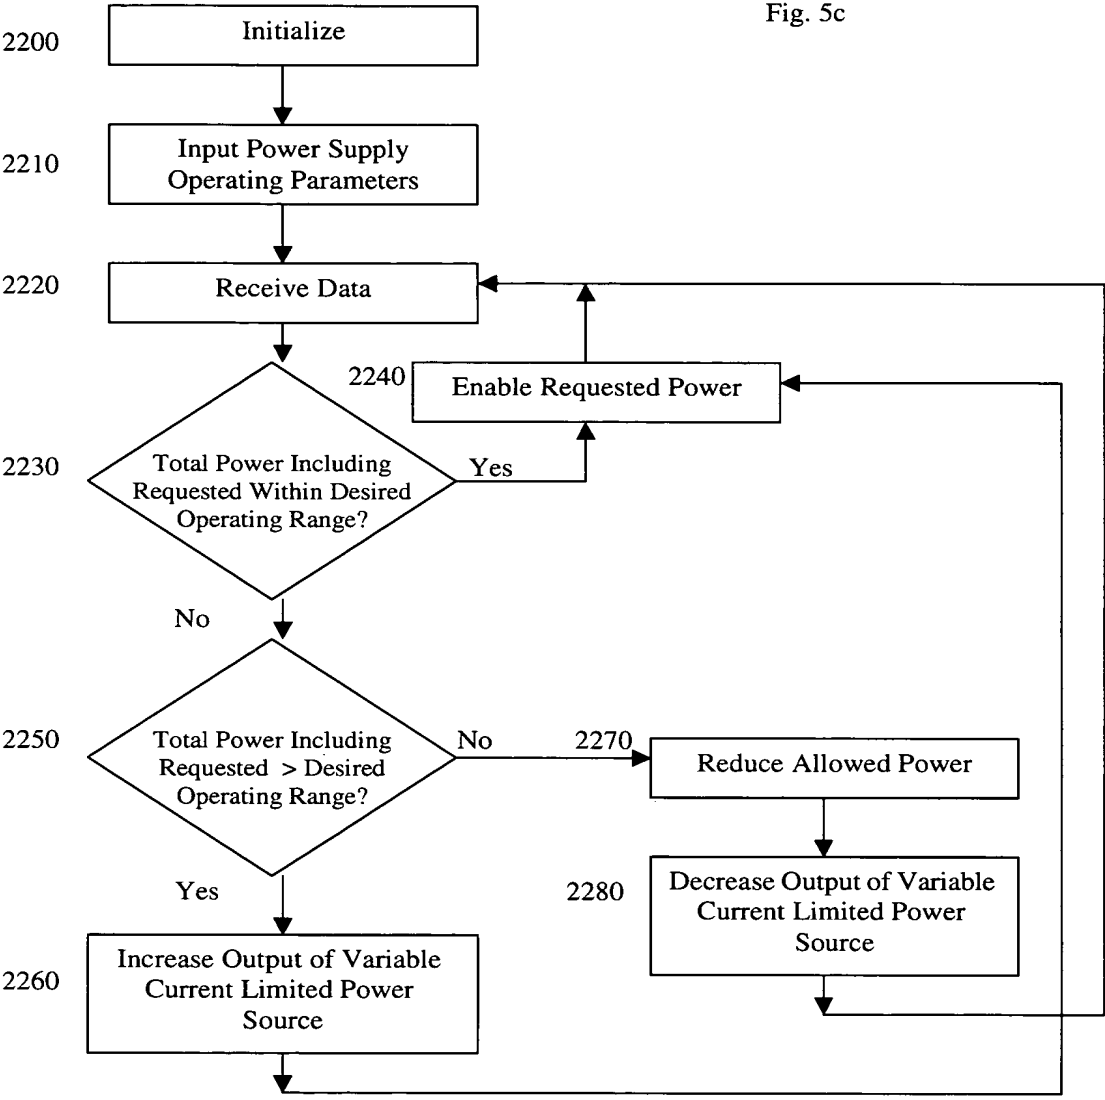 Fig. 5c
2200
Initialize
2210
Input Power Supply
Operating Parameters
2220
Receive Data
2240
Enable Requested Power
2230
Total Power Including
Requested Within Desired
Operating Range?
Yes
No
2250
Total Power Including
Requested > Desired
Operating Range?
No
2270
Reduce Allowed Power
Yes
2280
Decrease Output of Variable
Current Limited Power
Source
2260
Increase Output of Variable
Current Limited Power
Source